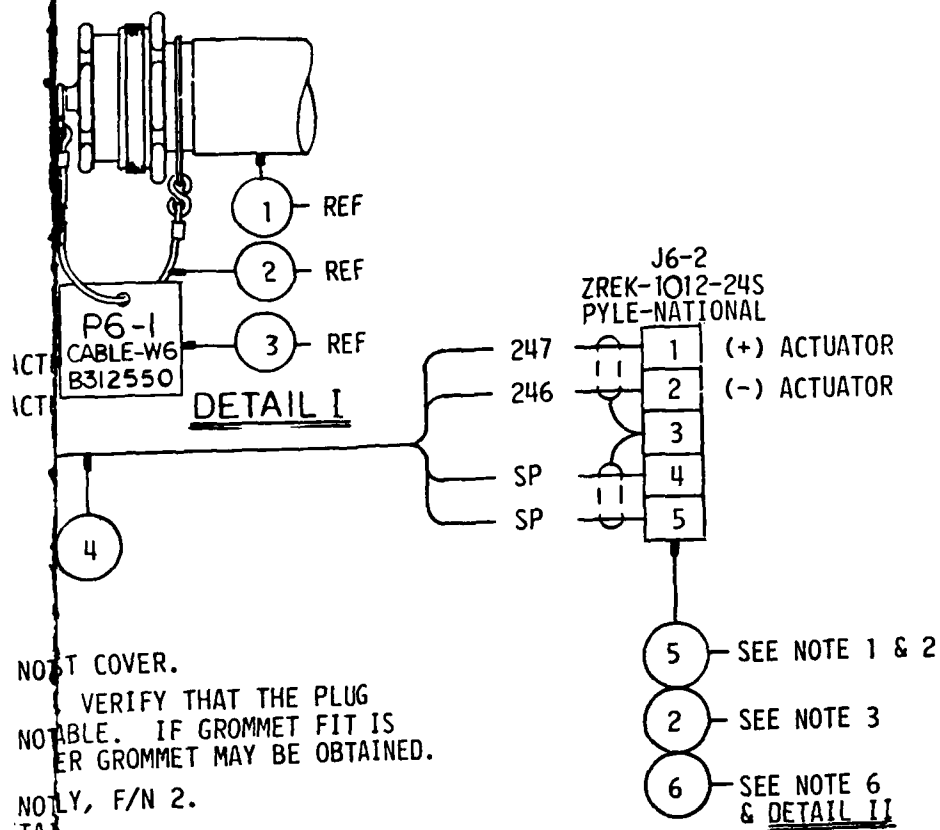 1 REF
2 REF
3 REF
P6-1
CABLE-W6
B312550
DETAIL I
ACT
ACT
J6-2
ZREK-1012-24S
PYLE-NATIONAL
247 1 (+) ACTUATOR
246 2 (-) ACTUATOR
3
SP 4
SP 5
4
5 SEE NOTE 1 & 2
2 SEE NOTE 3
6 SEE NOTE 6
& DETAIL II
T COVER.
VERIFY THAT THE PLUG
ABLE. IF GROMMET FIT IS
ER GROMMET MAY BE OBTAINED.
LY, F/N 2.